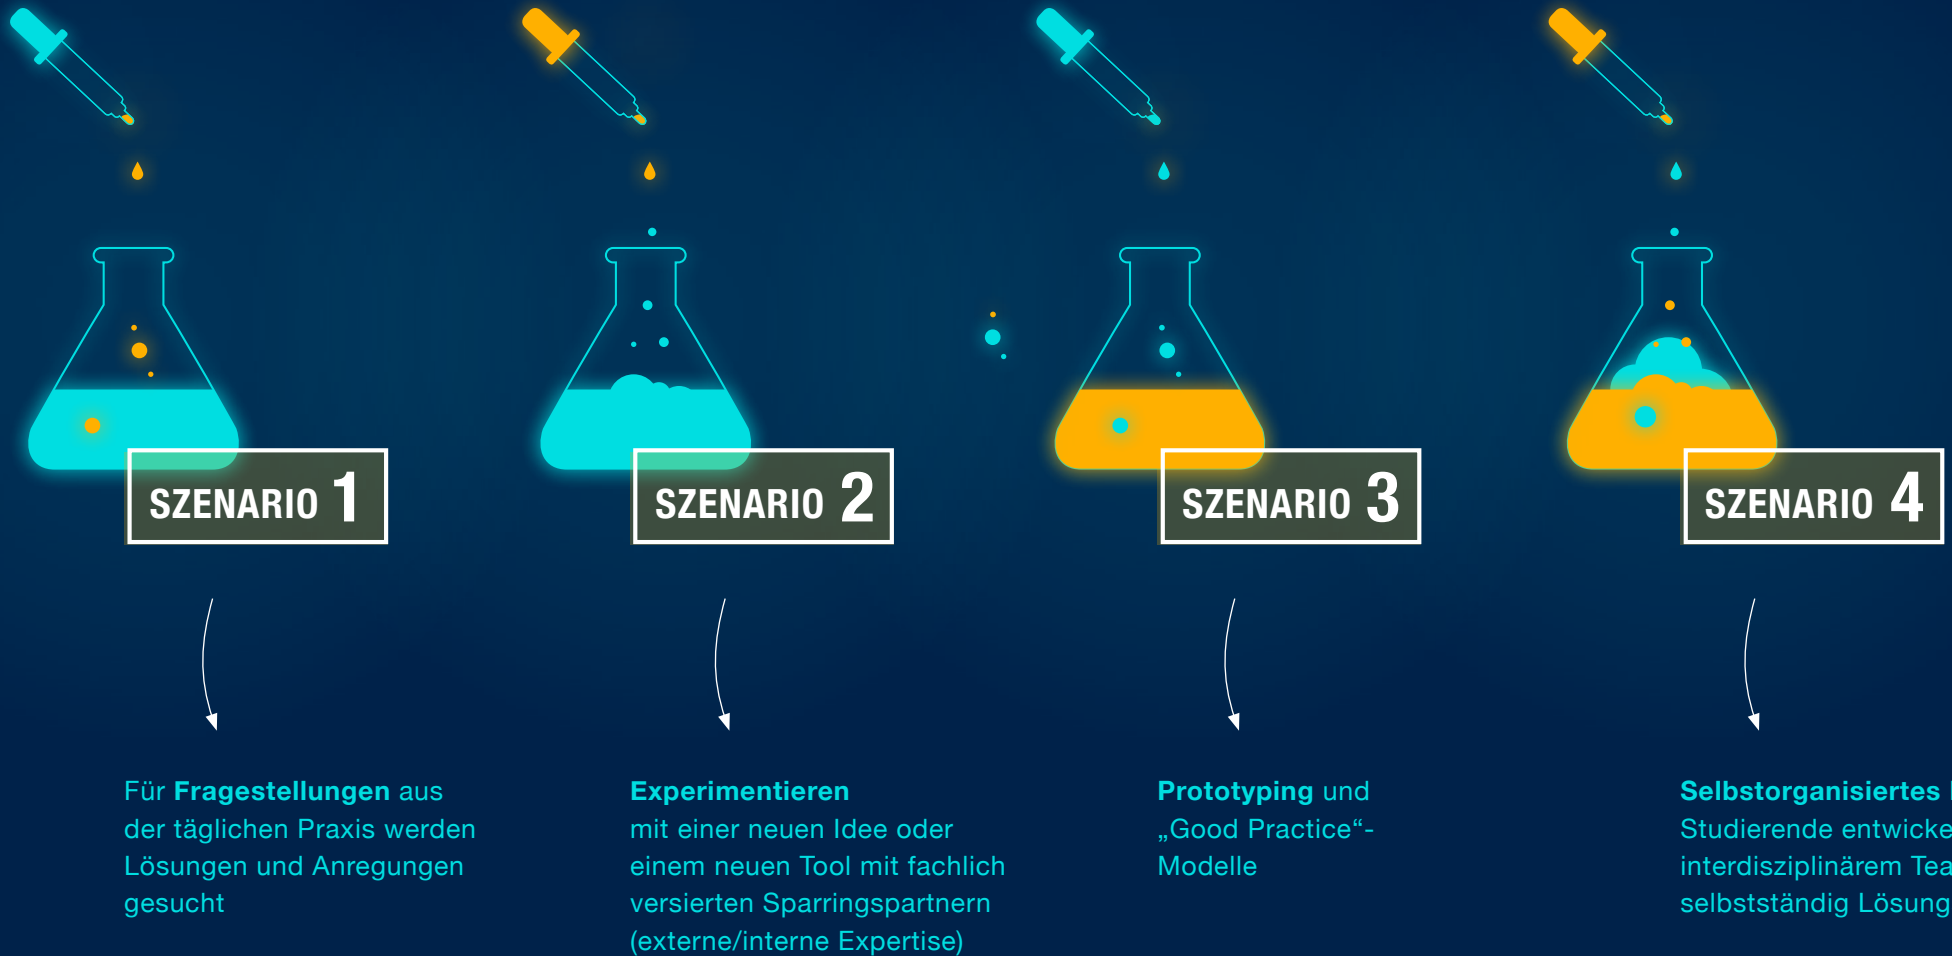 SZENARIO 1
SZENARIO 2
SZENARIO 3
SZENARIO 4
Für Fragestellungen aus
der täglichen Praxis werden
Lösungen und Anregungen
gesucht
Experimentieren
mit einer neuen Idee oder
einem neuen Tool mit fachlich
versierten Sparringspartnern
(externe/interne Expertise)
Prototyping und
„Good Practice“-
Modelle
Selbstorganisiertes
Studierende
interdisziplinärem
selbstständig